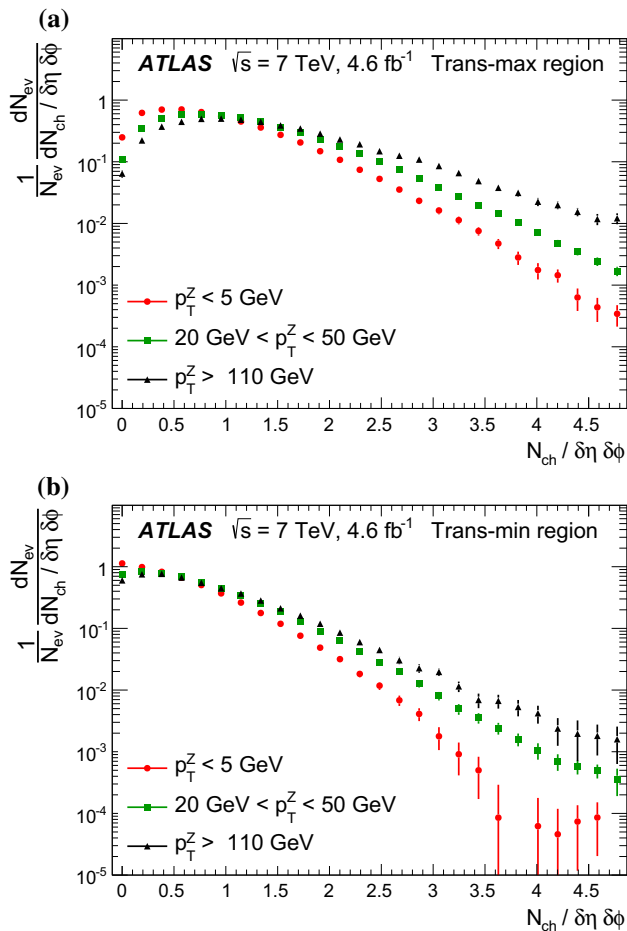 (a)
ATLAS √s = 7 TeV, 4.6 fb⁻¹ Trans-max region
1/N_ev dN_ev/dN_ch / δη δϕ
1
10⁻¹
10⁻²
10⁻³
10⁻⁴
10⁻⁵
p_T^Z < 5 GeV
20 GeV < p_T^Z < 50 GeV
p_T^Z > 110 GeV
0 0.5 1 1.5 2 2.5 3 3.5 4 4.5
N_ch / δη δϕ
(b)
ATLAS √s = 7 TeV, 4.6 fb⁻¹ Trans-min region
1/N_ev dN_ev/dN_ch / δη δϕ
1
10⁻¹
10⁻²
10⁻³
10⁻⁴
10⁻⁵
p_T^Z < 5 GeV
20 GeV < p_T^Z < 50 GeV
p_T^Z > 110 GeV
0 0.5 1 1.5 2 2.5 3 3.5 4 4.5
N_ch / δη δϕ